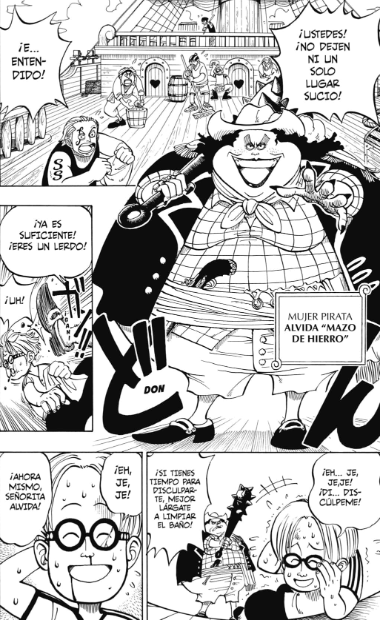 ¡USTEDES!
¡NO DEJEN
NI UN
SOLO
LUGAR
SUCIO!
¡E...
ENTEN-
DIDO!
SS
MUJER PIRATA
ALVIDA "MAZO
DE HIERRO"
DON
¡YA ES
SUFICIENTE!
¡ERES UN LERDO!
¡UH!
¡EH... JE,
JE,JE!
¡DI... DIS-
CÚLPEME!
¡SI TIENES
TIEMPO PARA
DISCULPAR-
TE, MEJOR
LÁRGATE
A LIMPIAR
EL BAÑO!
¡EH,
JE,
JE!
¡AHORA
MISMO,
SEÑORITA
ALVIDA!